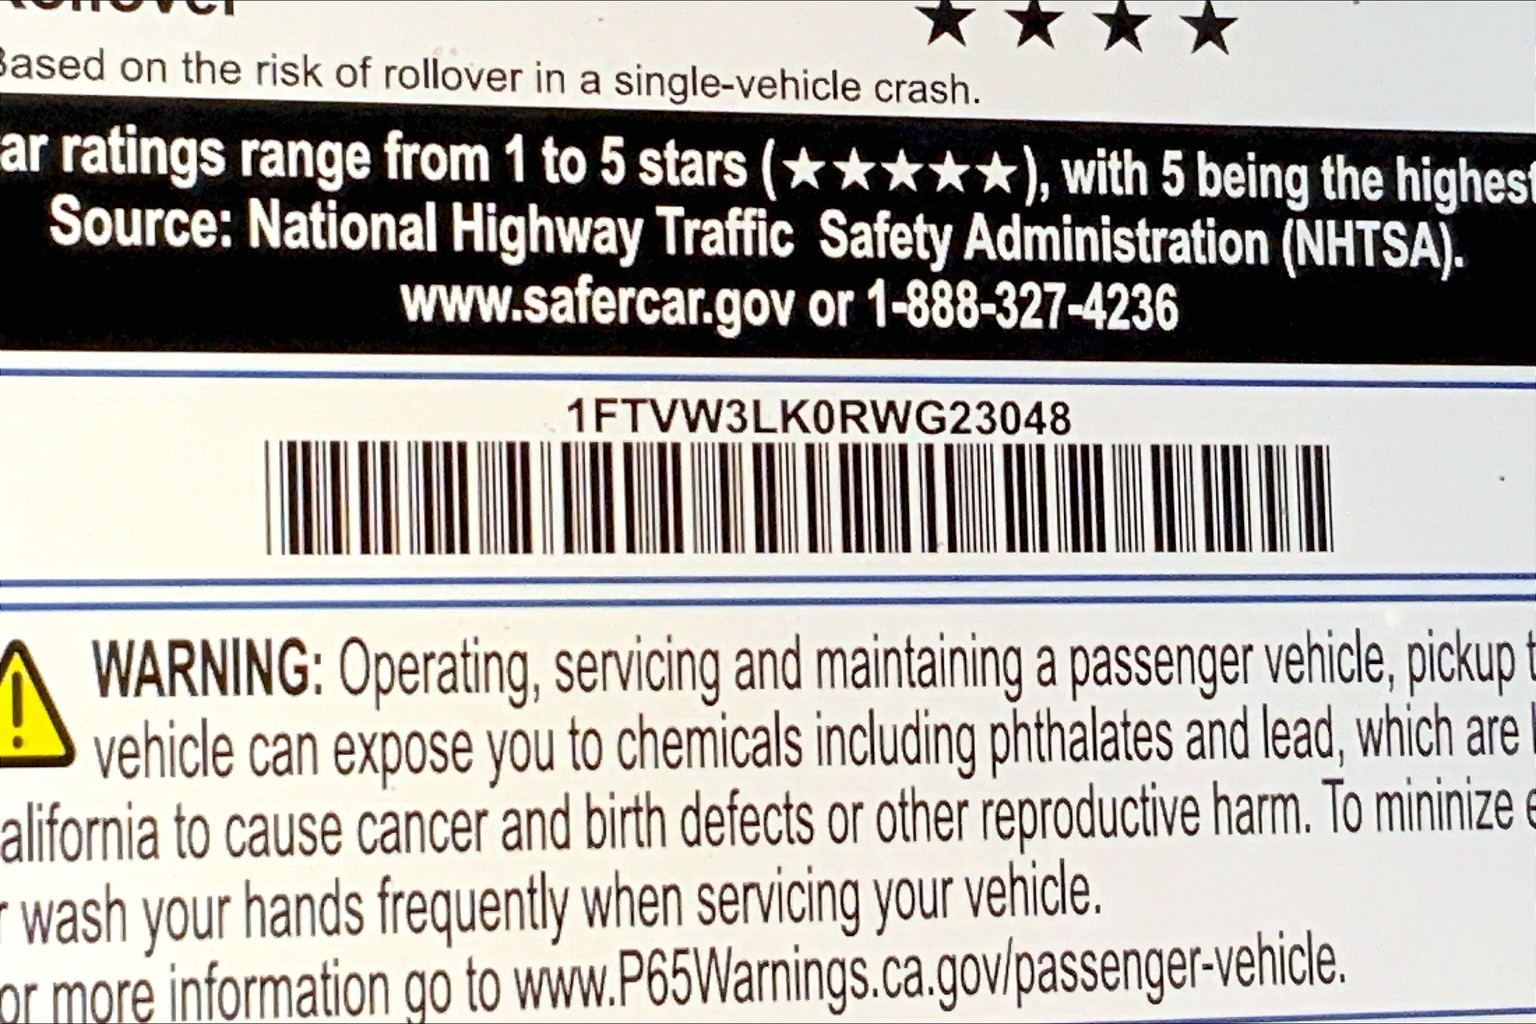 Rollover ★ ★ ★ ★
Based on the risk of rollover in a single-vehicle crash.
ar ratings range from 1 to 5 stars (★★★★★), with 5 being the highest
Source: National Highway Traffic Safety Administration (NHTSA).
www.safercar.gov or 1-888-327-4236
1FTVW3LK0RWG23048
WARNING: Operating, servicing and maintaining a passenger vehicle, pickup t
vehicle can expose you to chemicals including phthalates and lead, which are
alifornia to cause cancer and birth defects or other reproductive harm. To mininize e
r wash your hands frequently when servicing your vehicle.
or more information go to www.P65Warnings.ca.gov/passenger-vehicle.